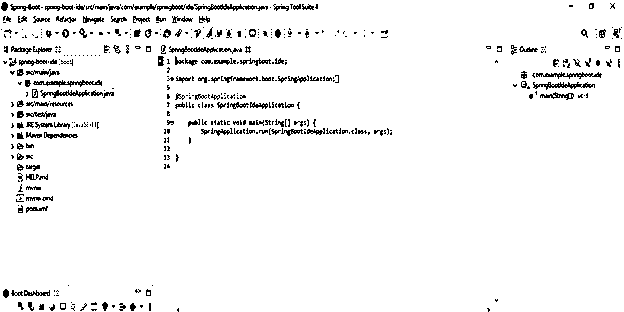 Spring-Boot - spring-boot-ide/src/main/java/com/example/springboot/ide/SpringBootIdeApplication.java - Spring Tool Suite 4
File Edit Source Refactor Navigate Search Project Run Window Help
Package Explorer
spring-boot-ide [boot]
src/main/java
com.example.springboot.ide
SpringBootIdeApplication.java
src/main/resources
src/test/java
JRE System Library
Maven Dependencies
bin
src
target
HELP.md
mvnw
mvnw.cmd
pom.xml
Boot Dashboard
SpringBootIdeApplication.java
1 package com.example.springboot.ide;
2
3 import org.springframework.boot.SpringApplication;
5
6 @SpringBootApplication
7 public class SpringBootIdeApplication {
8
9 public static void main(String[] args) {
10 SpringApplication.run(SpringBootIdeApplication.class, args);
11 }
12
13 }
14
Outline
com.example.springboot.ide
SpringBootIdeApplication
main(String[]) : void